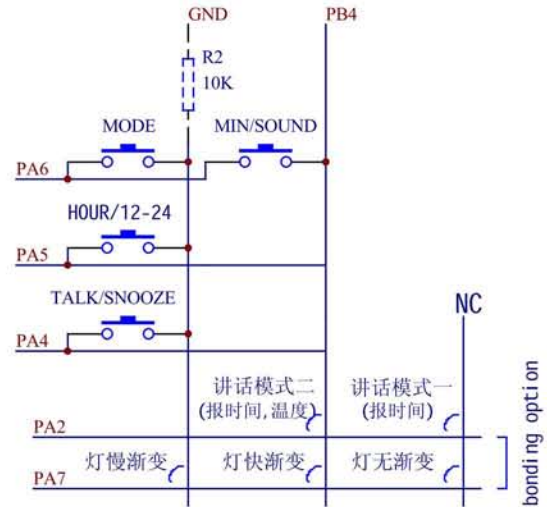 GND PB4
R2
10K
MODE MIN/SOUND
PA6
HOUR/12-24
PA5
TALK/SNOOZE
NC
PA4
讲话模式二 讲话模式一
(报时间,温度) (报时间)
PA2
灯慢渐变 灯快渐变 灯无渐变
PA7
bonding option